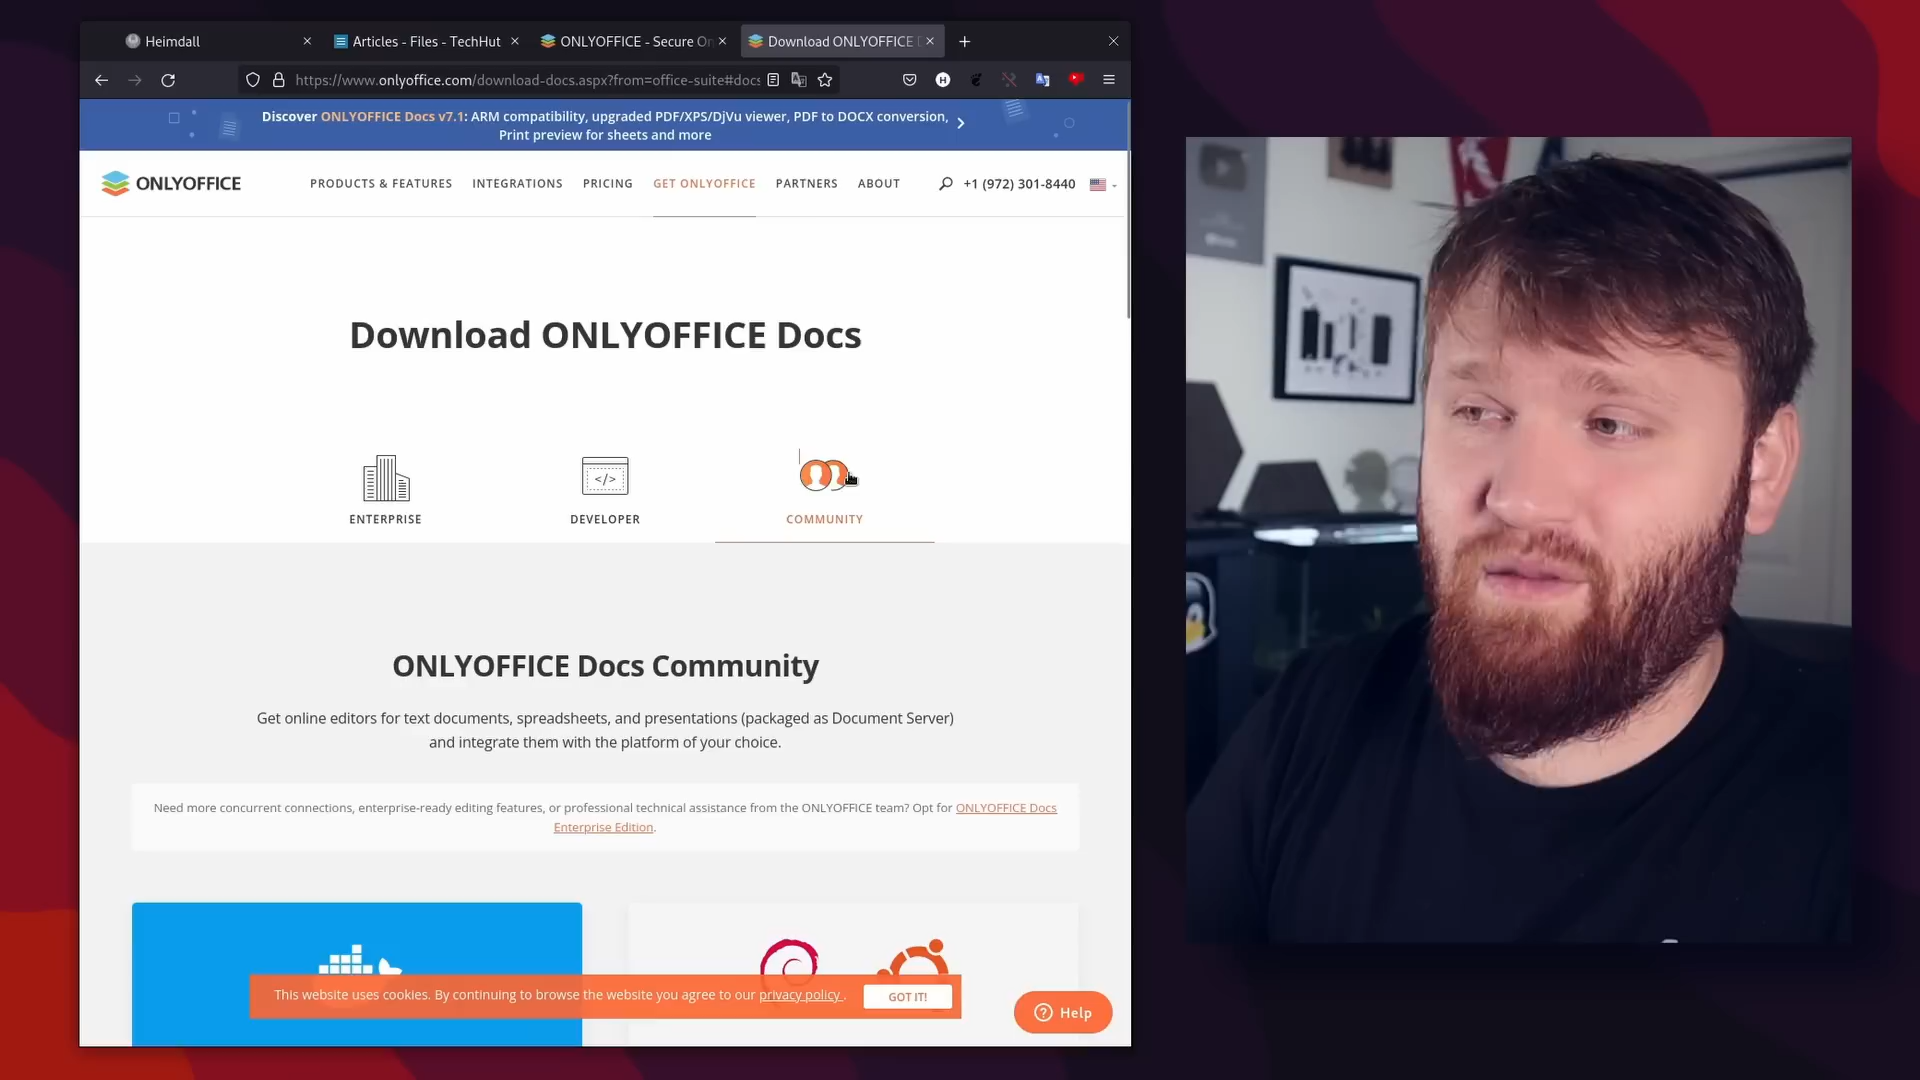 Heimdall
Articles - Files - TechHut
ONLYOFFICE - Secure On
Download ONLYOFFICE D
https://www.onlyoffice.com/download-docs.aspx?from=office-suite#docs
Discover ONLYOFFICE Docs v7.1: ARM compatibility, upgraded PDF/XPS/DjVu viewer, PDF to DOCX conversion,
Print preview for sheets and more
ONLYOFFICE
PRODUCTS & FEATURES INTEGRATIONS PRICING GET ONLYOFFICE PARTNERS ABOUT +1 (972) 301-8440
Download ONLYOFFICE Docs
</>
ENTERPRISE DEVELOPER COMMUNITY
ONLYOFFICE Docs Community
Get online editors for text documents, spreadsheets, and presentations (packaged as Document Server)
and integrate them with the platform of your choice.
Need more concurrent connections, enterprise-ready editing features, or professional technical assistance from the ONLYOFFICE team? Opt for ONLYOFFICE Docs
Enterprise Edition.
This website uses cookies. By continuing to browse the website you agree to our privacy policy .
GOT IT!
Help